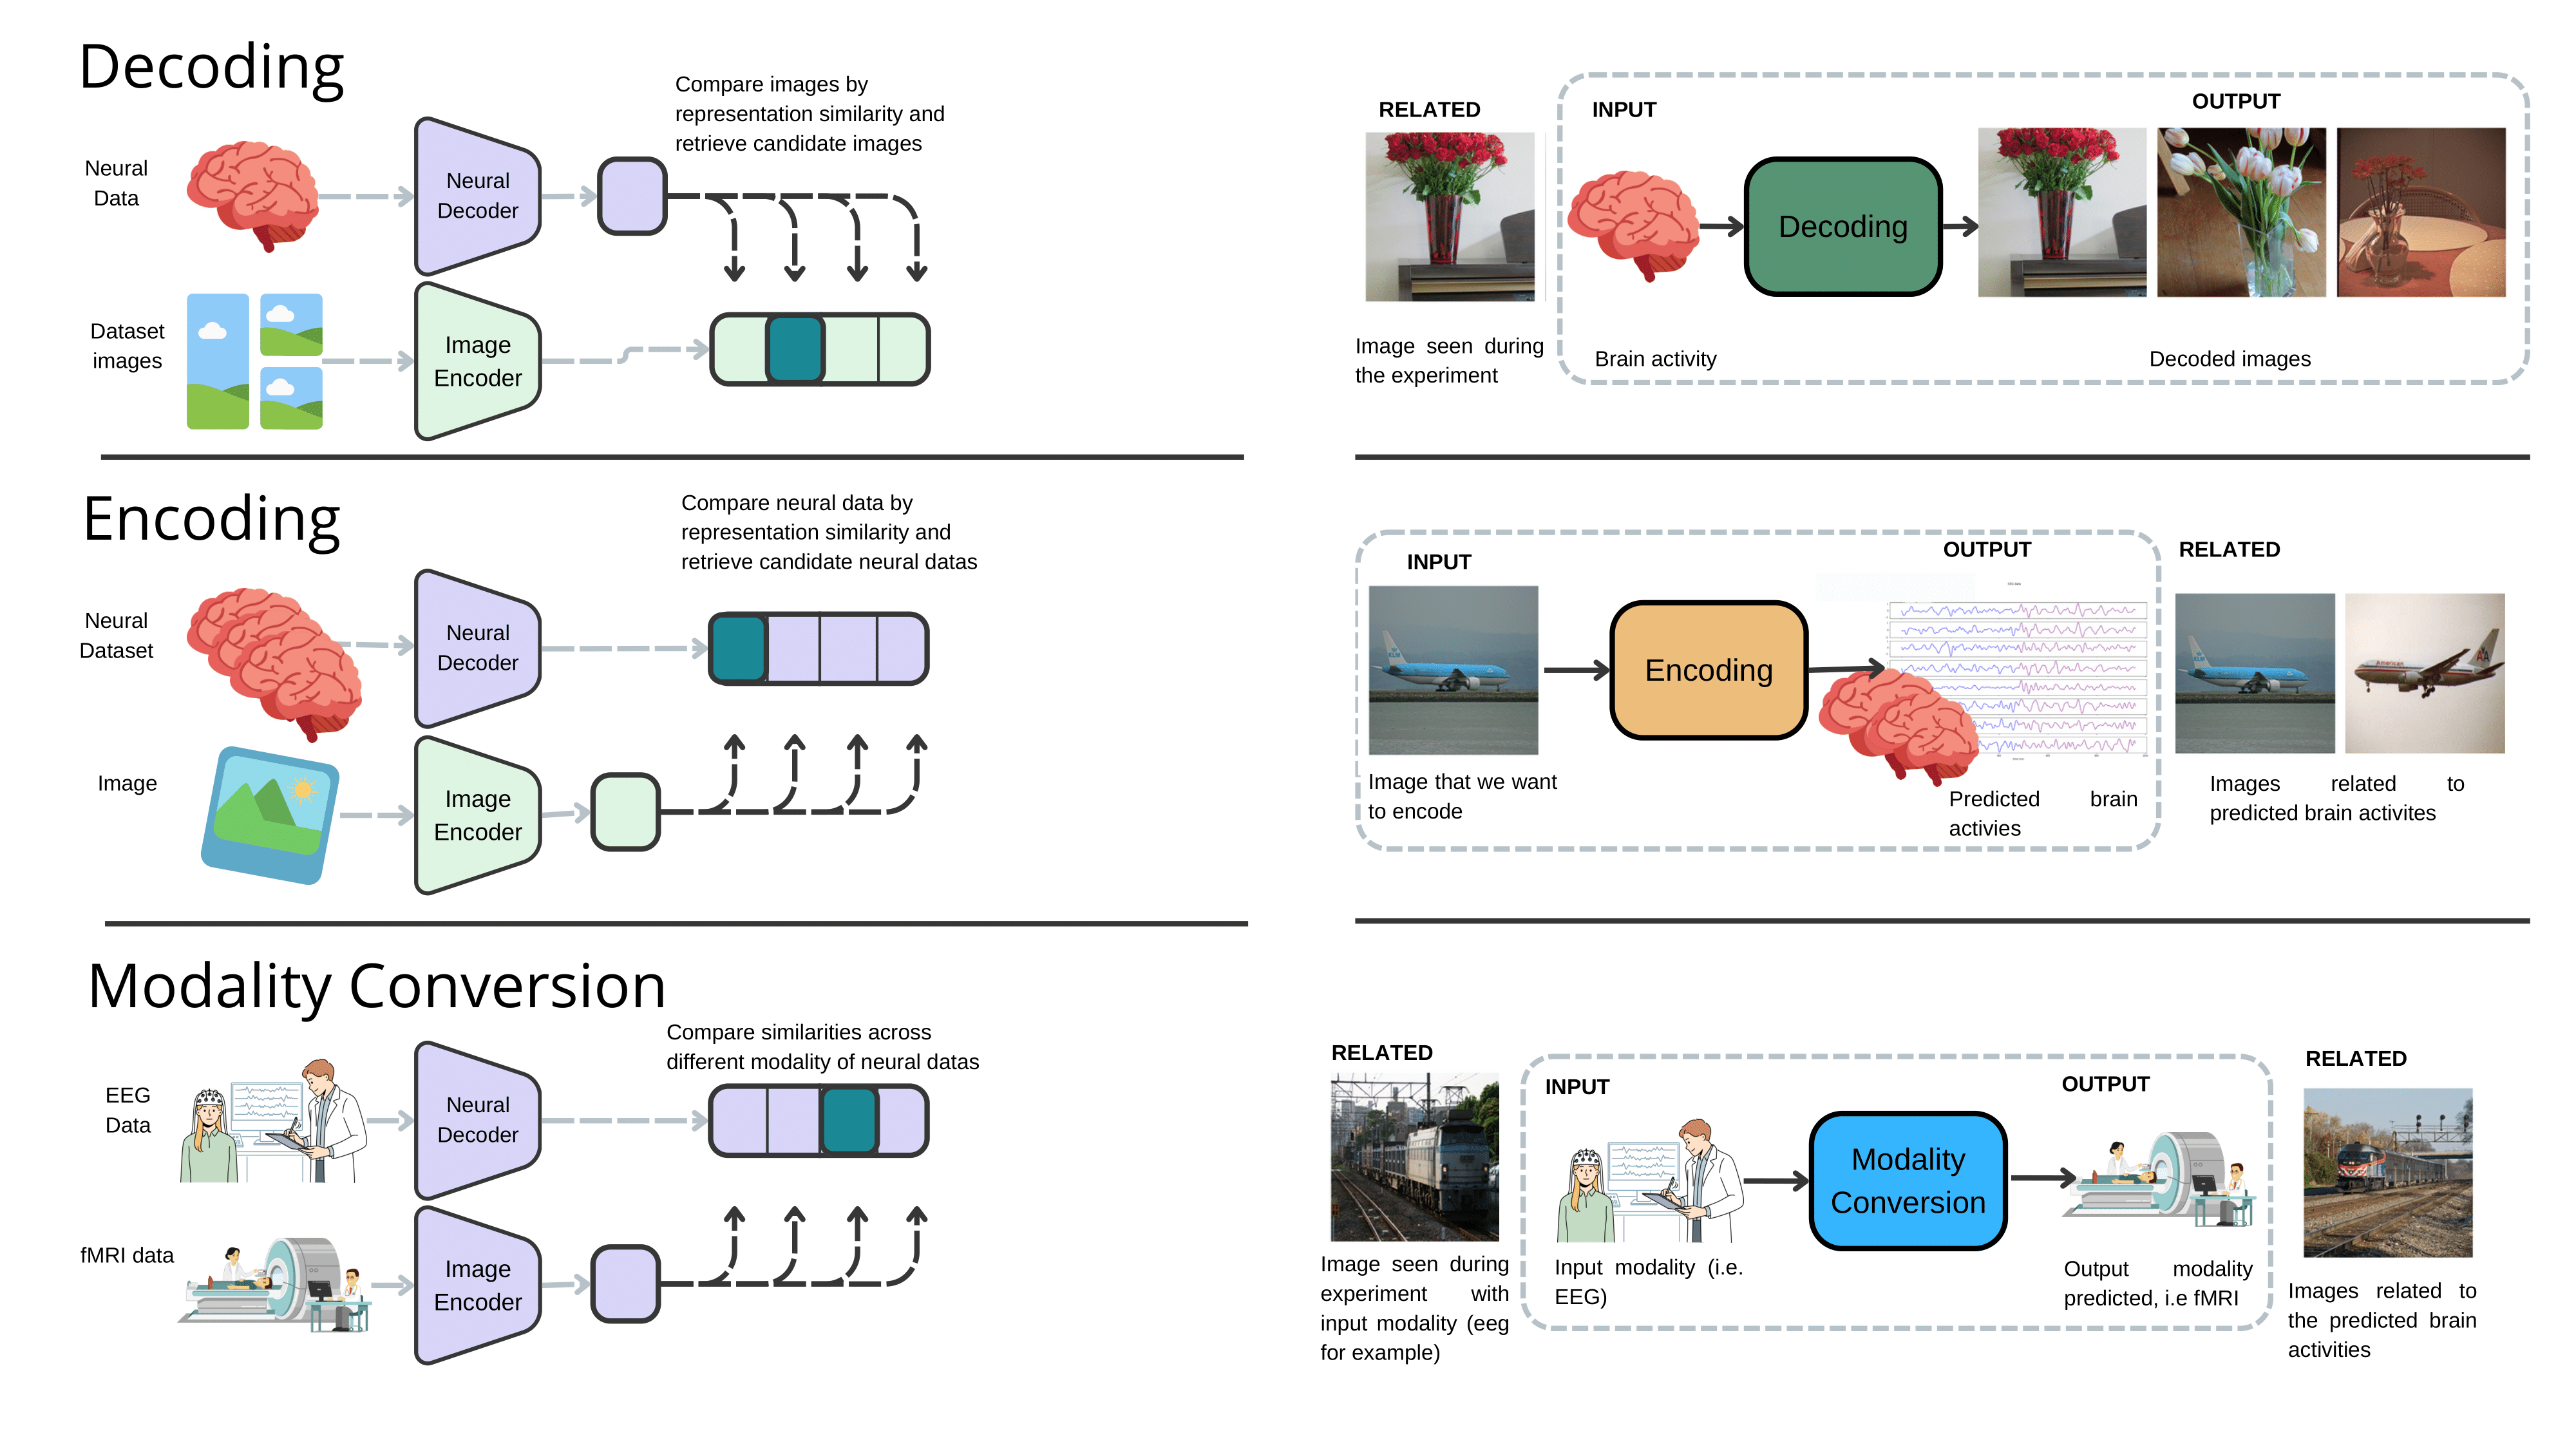 Decoding
Compare images by
representation similarity and
retrieve candidate images
Neural
Data
Neural
Decoder
Dataset
images
Image
Encoder
RELATED
INPUT
OUTPUT
Decoding
Image seen during
the experiment
Brain activity
Decoded images
Encoding
Compare neural data by
representation similarity and
retrieve candidate neural datas
Neural
Dataset
Neural
Decoder
Image
Image
Encoder
INPUT
OUTPUT
RELATED
KLM
Encoding
KLM
American
AA
Image that we want
to encode
Predicted brain
activies
Images related to
predicted brain activites
Modality Conversion
Compare similarities across
different modality of neural datas
EEG
Data
Neural
Decoder
fMRI data
Image
Encoder
RELATED
INPUT
OUTPUT
RELATED
Modality
Conversion
Image seen during
experiment with
input modality (eeg
for example)
Input modality (i.e.
EEG)
Output modality
predicted, i.e fMRI
Images related to
the predicted brain
activities